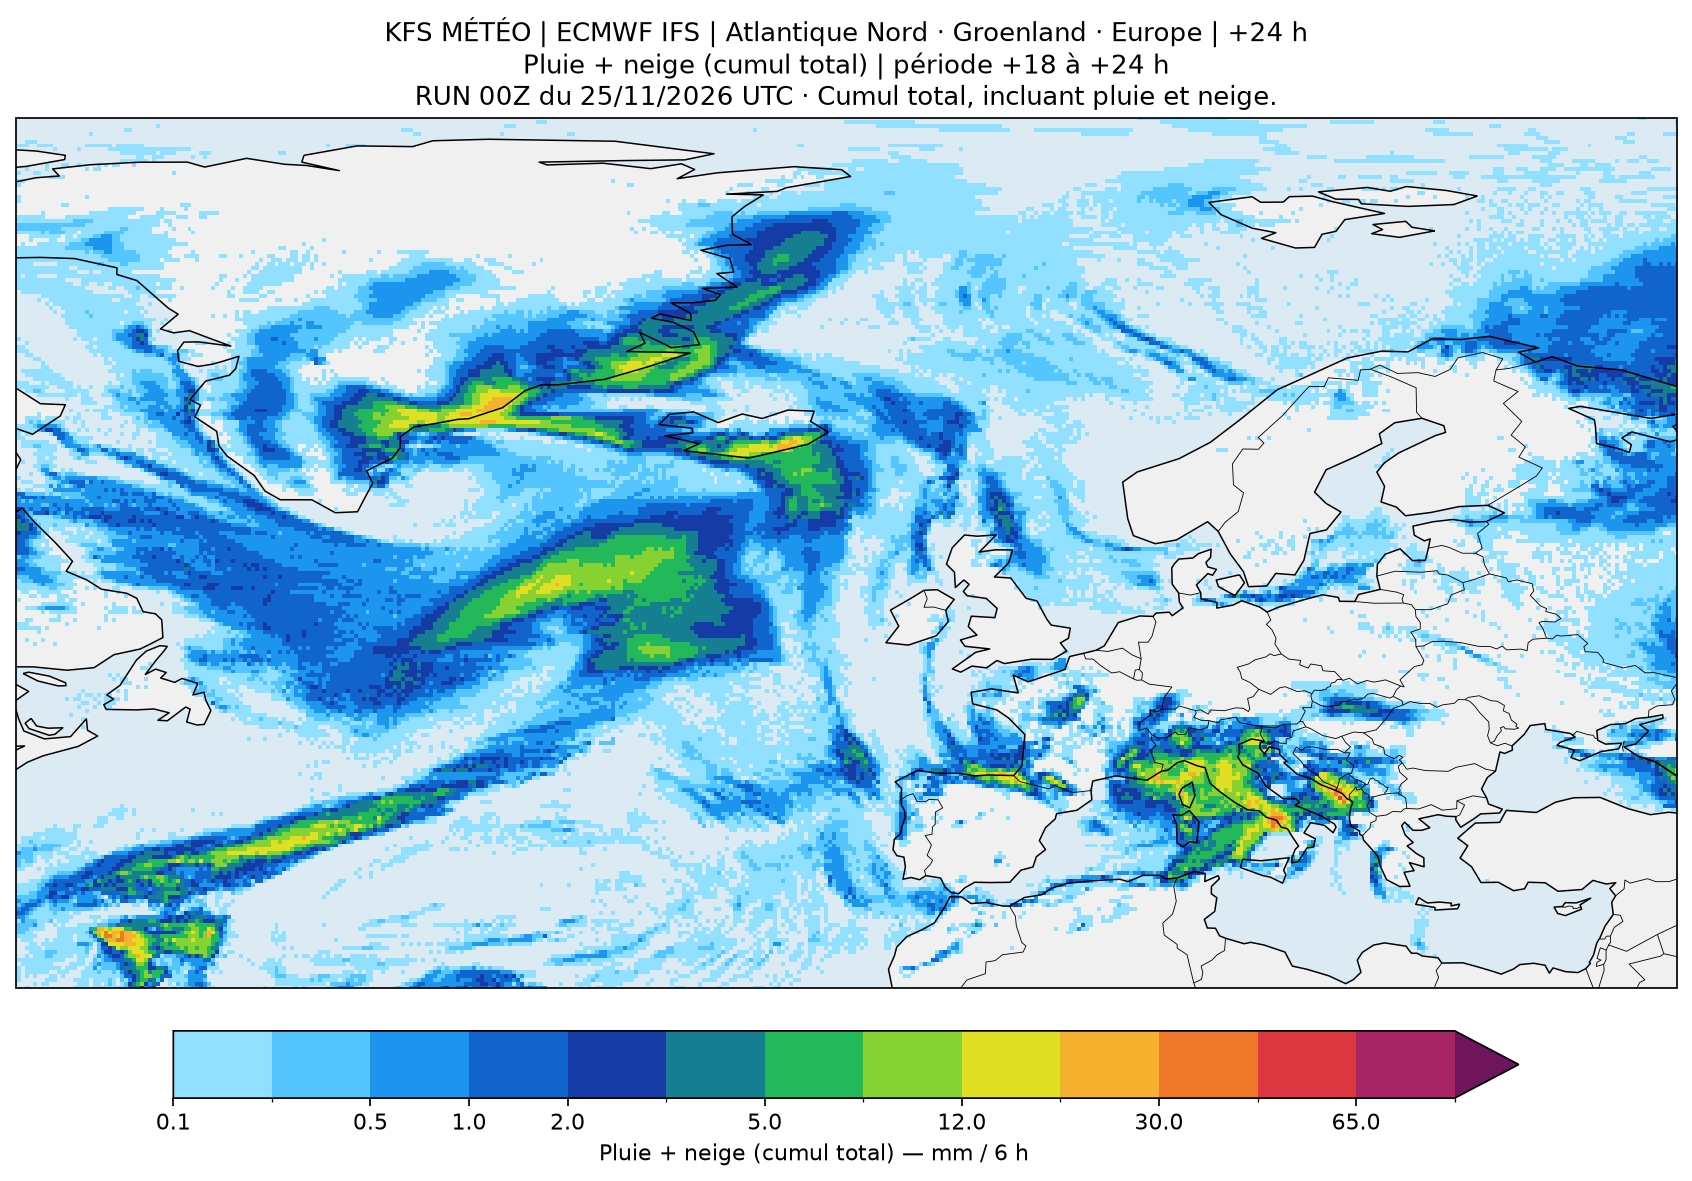 KFS MÉTÉO | ECMWF IFS | Atlantique Nord · Groenland · Europe | +24 h
Pluie + neige (cumul total) | période +18 à +24 h
RUN 00Z du 25/11/2026 UTC · Cumul total, incluant pluie et neige.
0.1 0.5 1.0 2.0 5.0 12.0 30.0 65.0
Pluie + neige (cumul total) — mm / 6 h